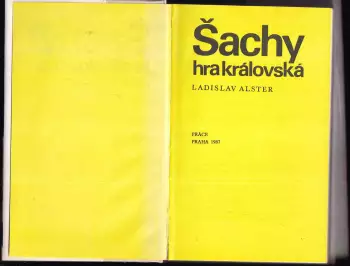 Šachy
hra královská
LADISLAV ALSTER
PRÁCE
PRAHA 1987